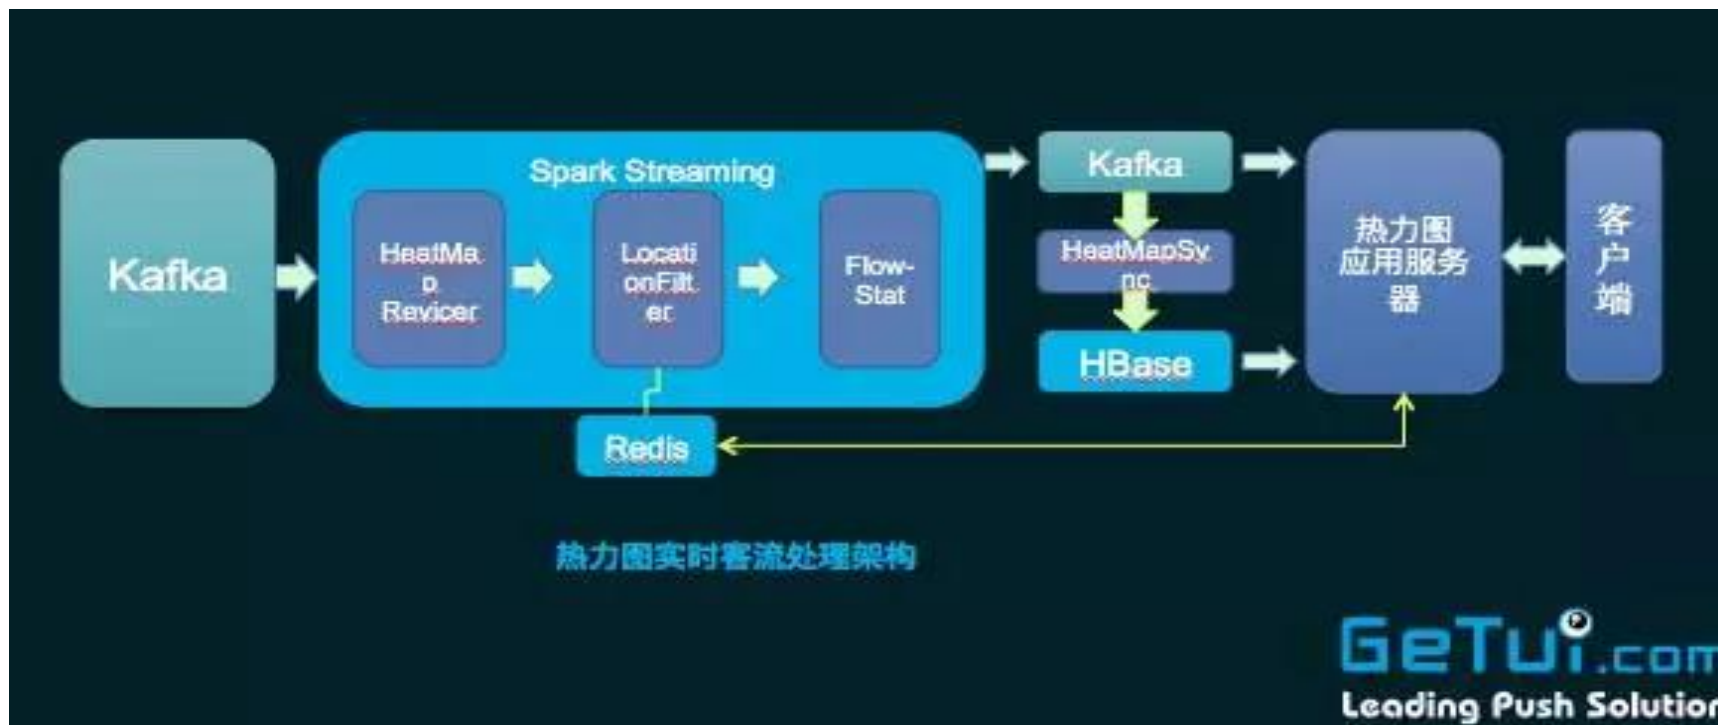 Kafka
Spark Streaming
HeatMa
p
Revicer
Locati
onFilt
er
Flow-
Stat
Kafka
HeatMapSy
nc
HBase
Redis
热力图
应用服务
器
客
户
端
热力图实时客流处理架构
GeTui.com
Leading Push Solution